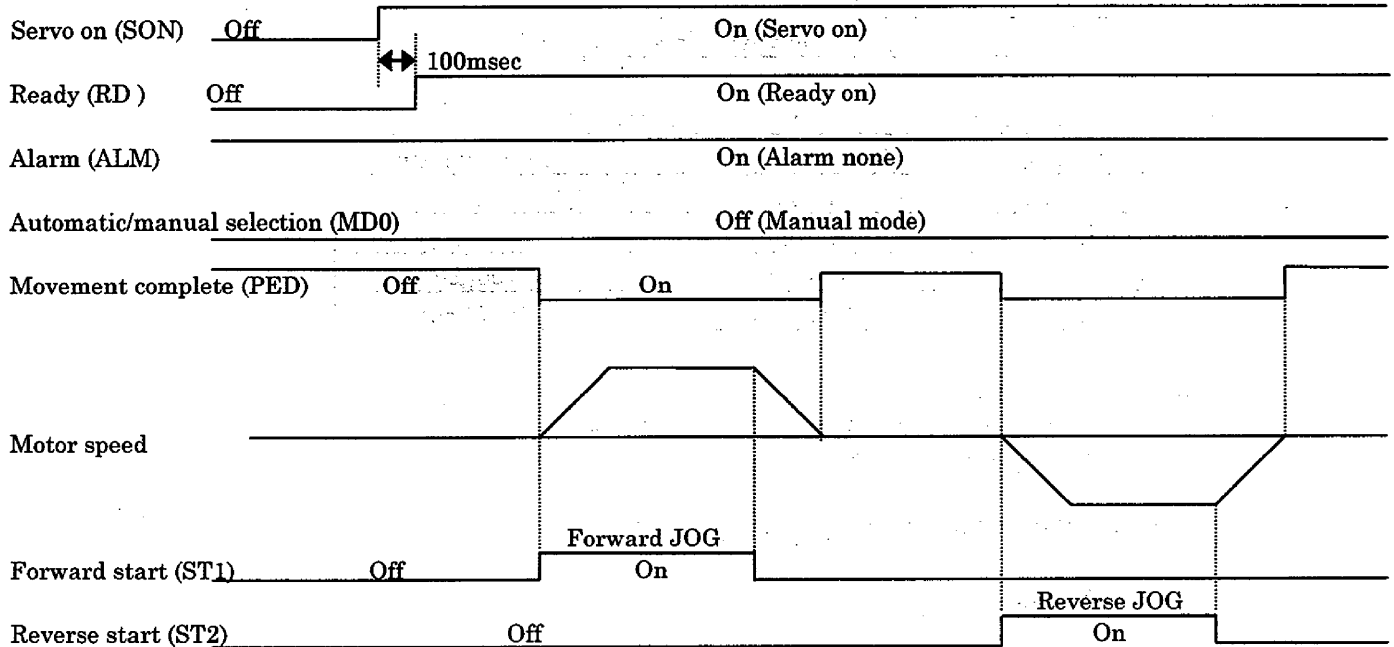 Servo on (SON) Off On (Servo on)
100msec
Ready (RD ) Off On (Ready on)
Alarm (ALM) On (Alarm none)
Automatic/manual selection (MD0) Off (Manual mode)
Movement complete (PED) Off On
Motor speed
Forward JOG
Forward start (ST1) Off On
Reverse JOG
Reverse start (ST2) Off On